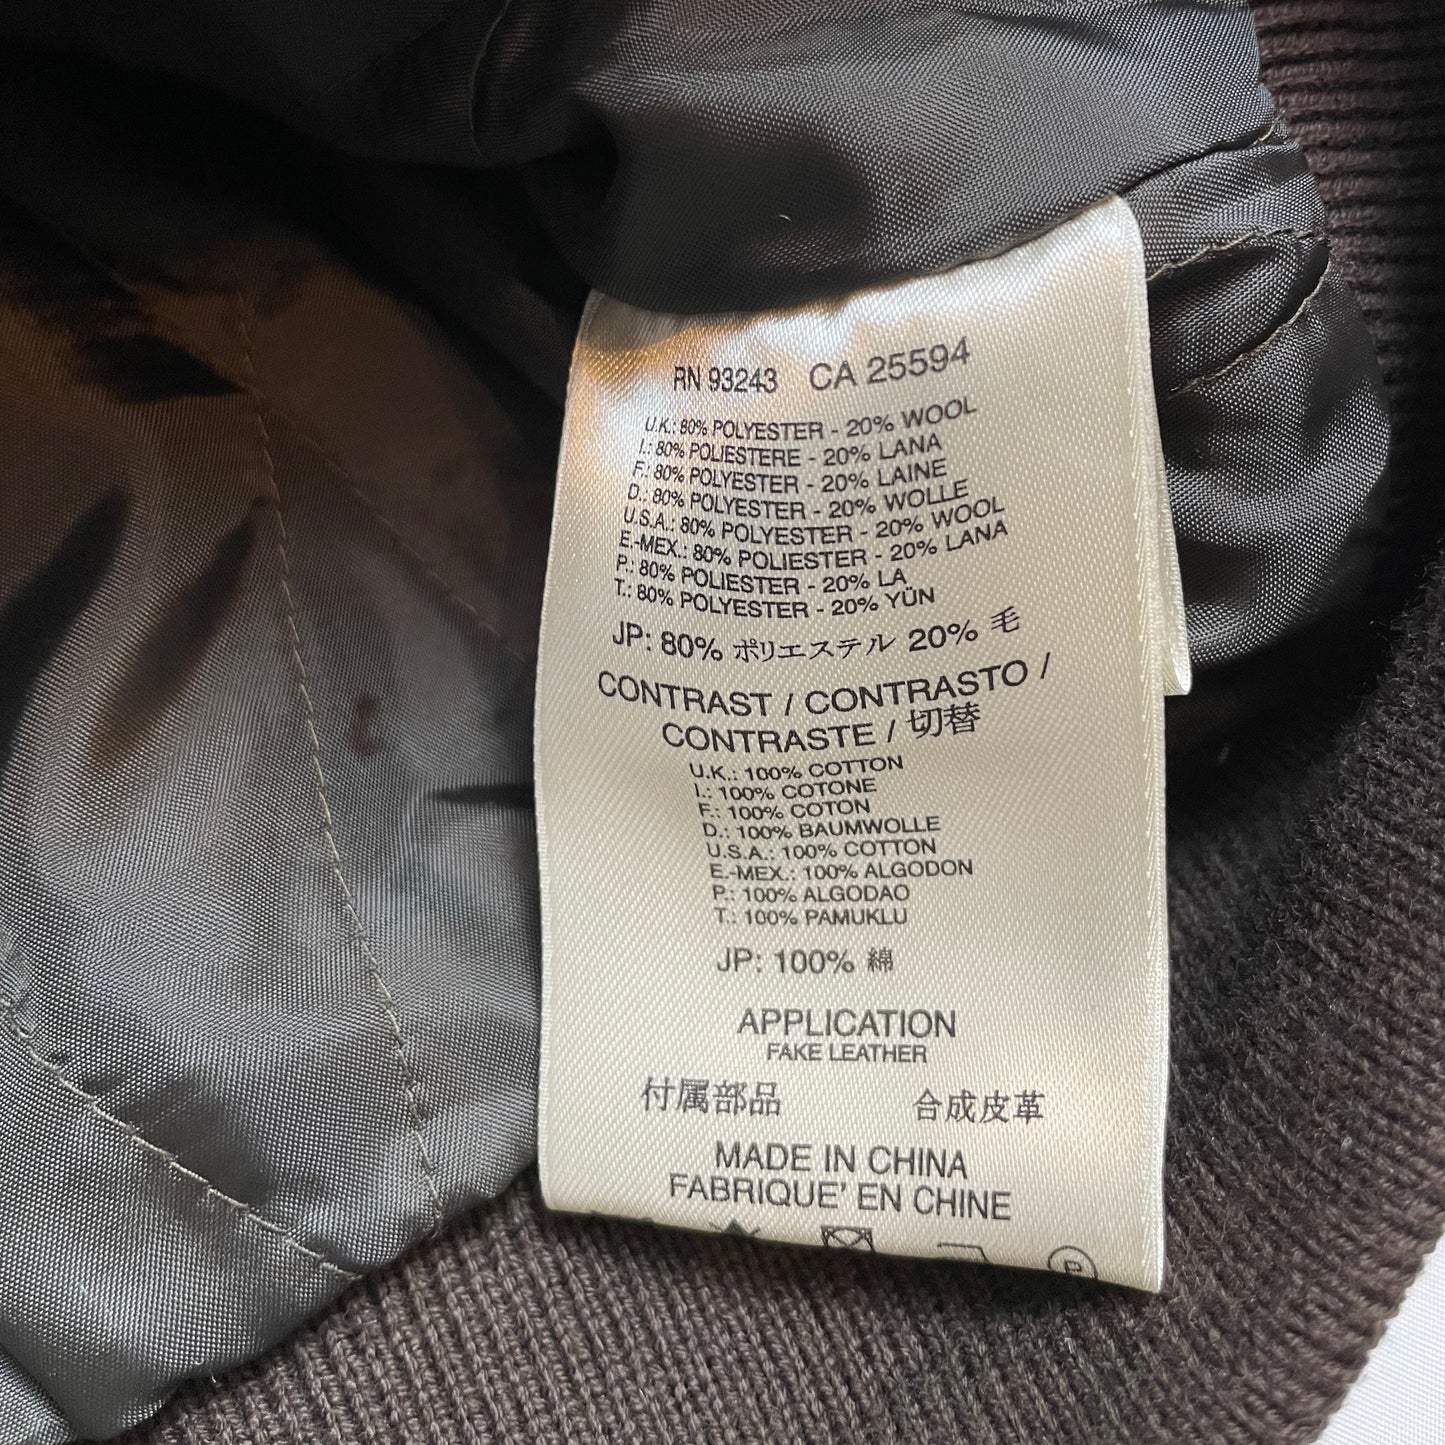 RN 93243 CA 25594
U.K.: 80% POLYESTER - 20% WOOL
I.: 80% POLIESTERE - 20% LANA
F.: 80% POLYESTER - 20% LAINE
D.: 80% POLYESTER - 20% WOLLE
U.S.A.: 80% POLYESTER - 20% WOOL
E.-MEX.: 80% POLIESTER - 20% LANA
P.: 80% POLIESTER - 20% LA
T.: 80% POLYESTER - 20% YÜN
JP: 80% ポリエステル 20% 毛
CONTRAST / CONTRASTO /
CONTRASTE / 切替
U.K.: 100% COTTON
I.: 100% COTONE
F.: 100% COTON
D.: 100% BAUMWOLLE
U.S.A.: 100% COTTON
E.-MEX.: 100% ALGODON
P.: 100% ALGODAO
T.: 100% PAMUKLU
JP: 100% 綿
APPLICATION
FAKE LEATHER
付属部品 合成皮革
MADE IN CHINA
FABRIQUE' EN CHINE
P